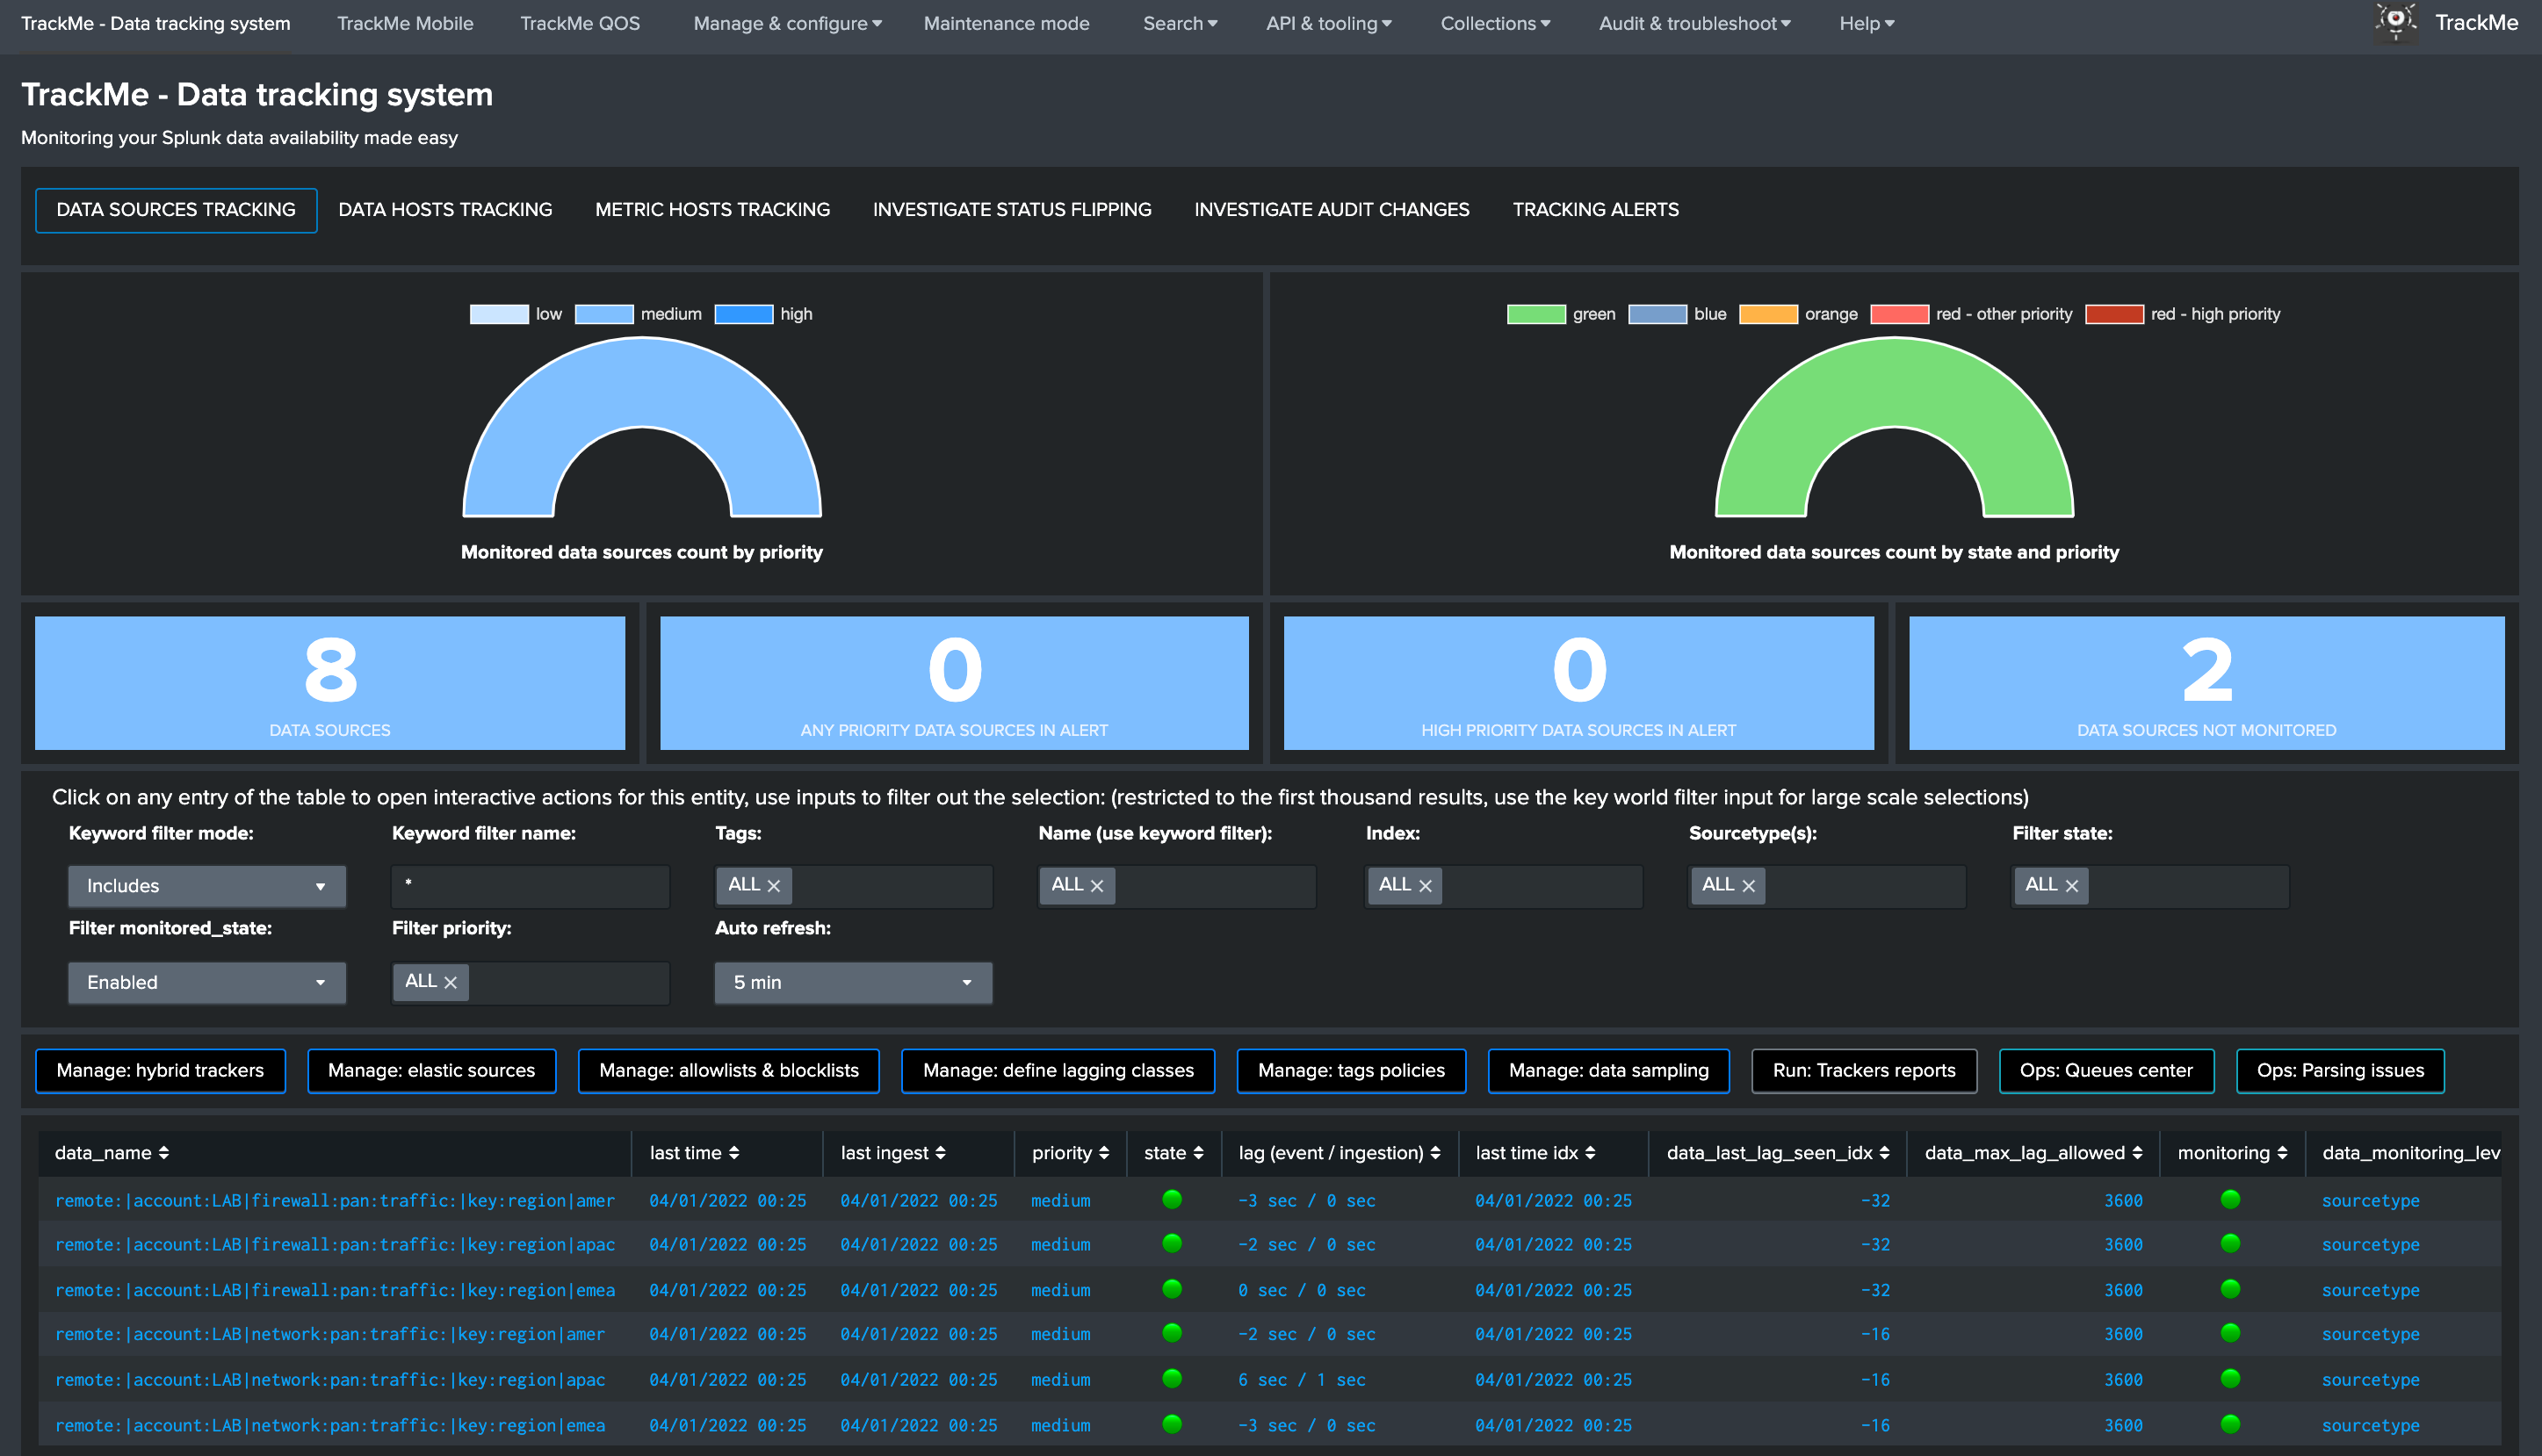 TrackMe - Data tracking system TrackMe Mobile TrackMe QOS Manage & configure Maintenance mode Search API & tooling Collections Audit & troubleshoot Help TrackMe
TrackMe - Data tracking system
Monitoring your Splunk data availability made easy
DATA SOURCES TRACKING DATA HOSTS TRACKING METRIC HOSTS TRACKING INVESTIGATE STATUS FLIPPING INVESTIGATE AUDIT CHANGES TRACKING ALERTS
low medium high
Monitored data sources count by priority
green blue orange red - other priority red - high priority
Monitored data sources count by state and priority
8
DATA SOURCES
0
ANY PRIORITY DATA SOURCES IN ALERT
0
HIGH PRIORITY DATA SOURCES IN ALERT
2
DATA SOURCES NOT MONITORED
Click on any entry of the table to open interactive actions for this entity, use inputs to filter out the selection: (restricted to the first thousand results, use the key world filter input for large scale selections)
Keyword filter mode: Keyword filter name: Tags: Name (use keyword filter): Index: Sourcetype(s): Filter state:
Includes * ALL ALL ALL ALL ALL
Filter monitored_state: Filter priority: Auto refresh:
Enabled ALL 5 min
Manage: hybrid trackers Manage: elastic sources Manage: allowlists & blocklists Manage: define lagging classes Manage: tags policies Manage: data sampling Run: Trackers reports Ops: Queues center Ops: Parsing issues
data_name last time last ingest priority state lag (event / ingestion) last time idx data_last_lag_seen_idx data_max_lag_allowed monitoring data_monitoring_lev
remote:|account:LAB|firewall:pan:traffic:|key:region|amer 04/01/2022 00:25 04/01/2022 00:25 medium -3 sec / 0 sec 04/01/2022 00:25 -32 3600 sourcetype
remote:|account:LAB|firewall:pan:traffic:|key:region|apac 04/01/2022 00:25 04/01/2022 00:25 medium -2 sec / 0 sec 04/01/2022 00:25 -32 3600 sourcetype
remote:|account:LAB|firewall:pan:traffic:|key:region|emea 04/01/2022 00:25 04/01/2022 00:25 medium 0 sec / 0 sec 04/01/2022 00:25 -32 3600 sourcetype
remote:|account:LAB|network:pan:traffic:|key:region|amer 04/01/2022 00:25 04/01/2022 00:25 medium -2 sec / 0 sec 04/01/2022 00:25 -16 3600 sourcetype
remote:|account:LAB|network:pan:traffic:|key:region|apac 04/01/2022 00:25 04/01/2022 00:25 medium 6 sec / 1 sec 04/01/2022 00:25 -16 3600 sourcetype
remote:|account:LAB|network:pan:traffic:|key:region|emea 04/01/2022 00:25 04/01/2022 00:25 medium -3 sec / 0 sec 04/01/2022 00:25 -16 3600 sourcetype